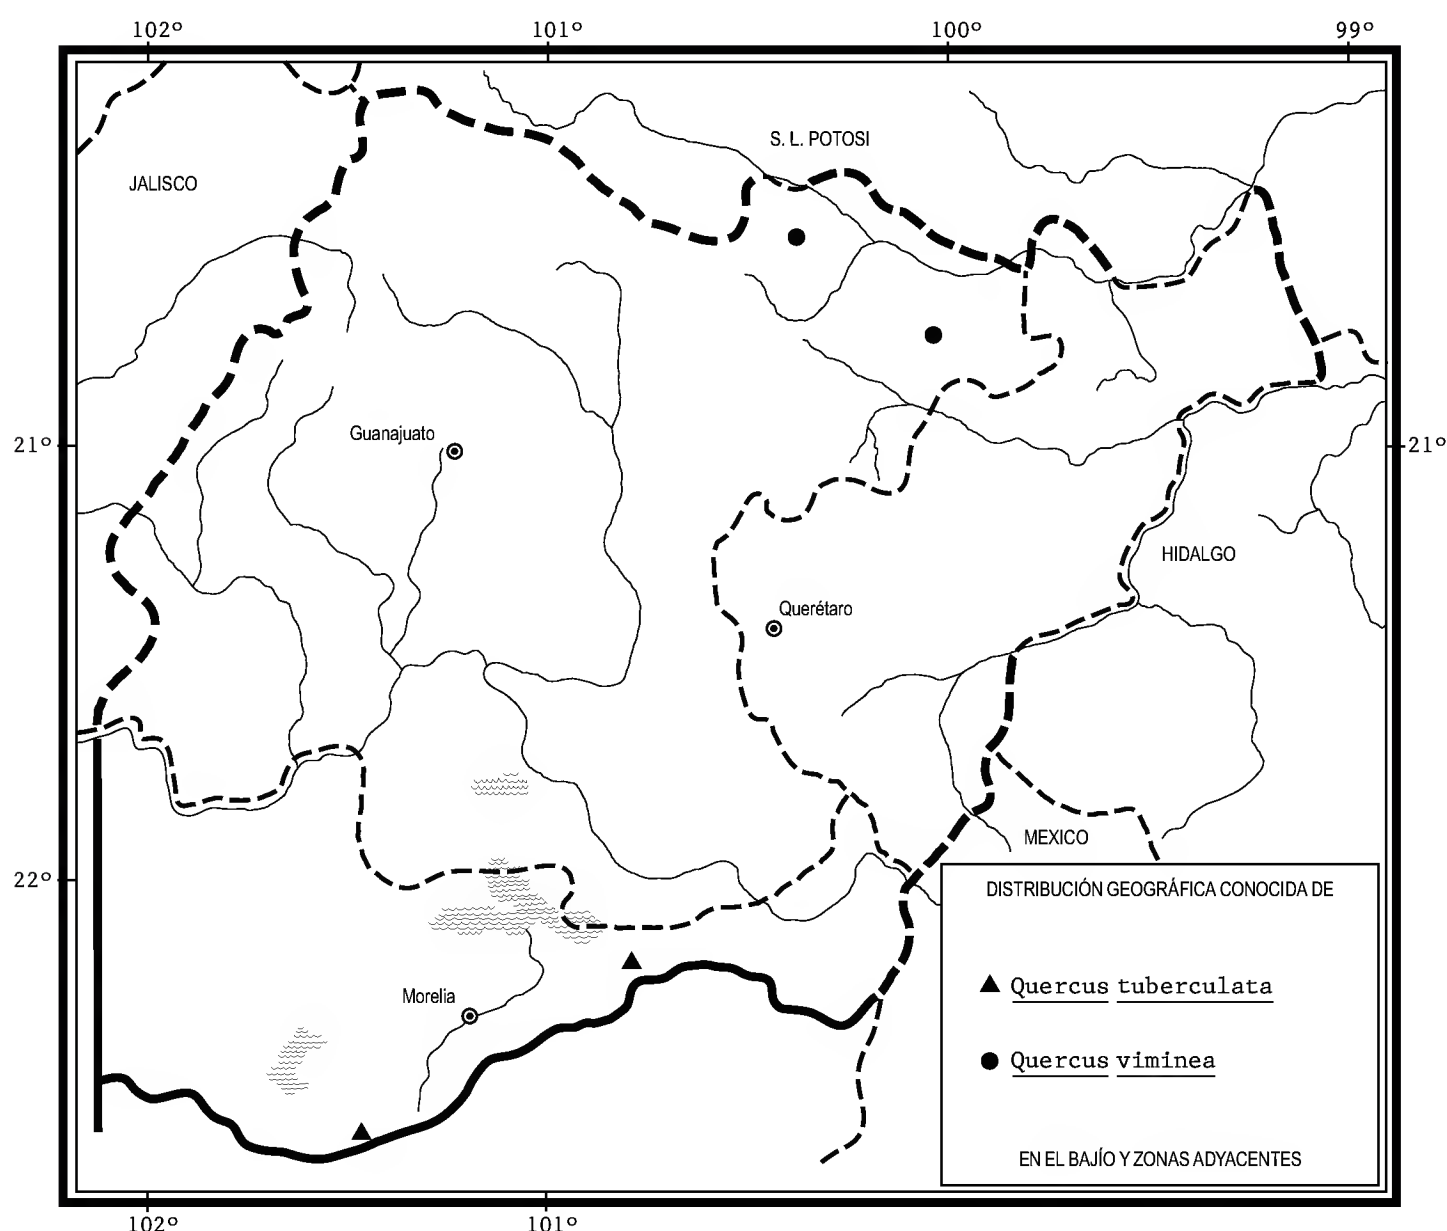 102º 101º 100º 99º
S. L. POTOSI
JALISCO
Guanajuato
21º 21º
HIDALGO
Querétaro
MEXICO
22º
DISTRIBUCIÓN GEOGRÁFICA CONOCIDA DE
Quercus tuberculata
Morelia
Quercus viminea
EN EL BAJÍO Y ZONAS ADYACENTES
102º 101º